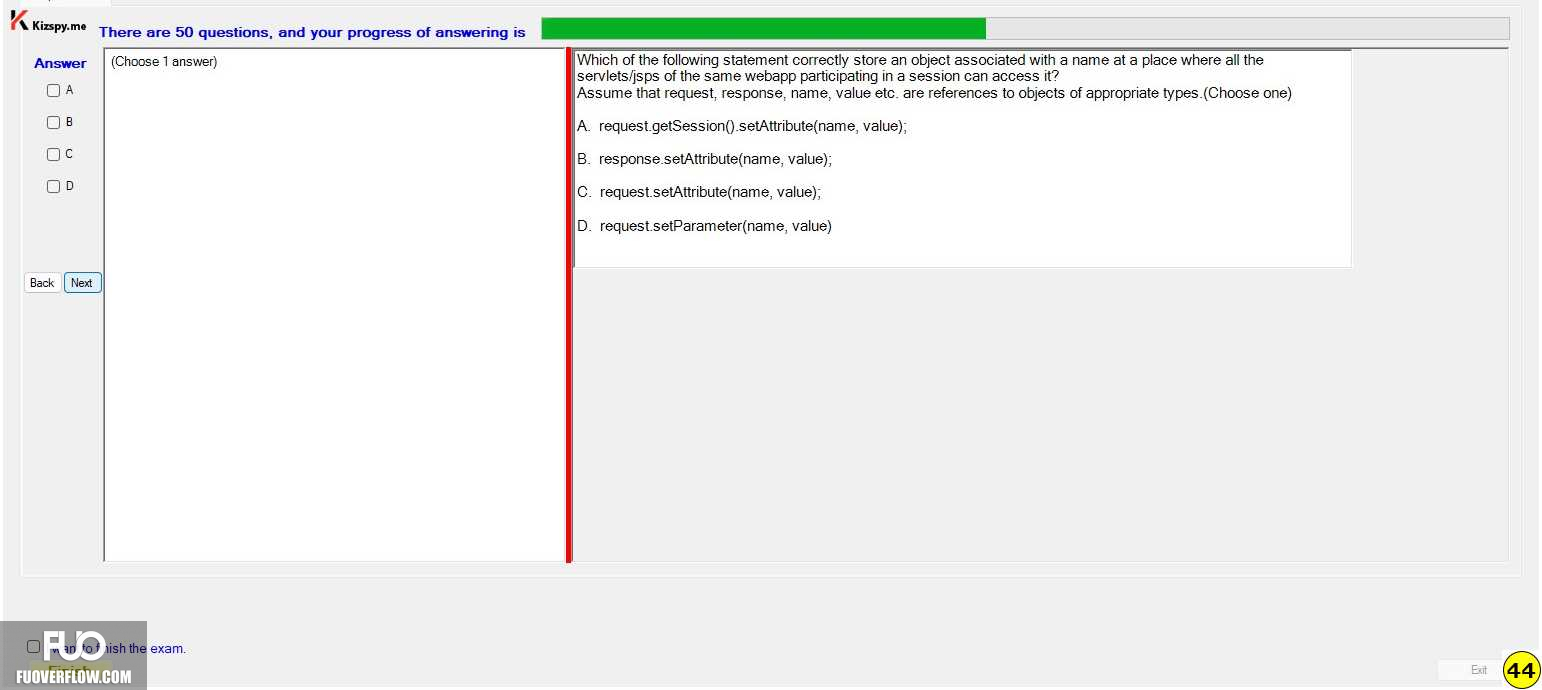 Kizspy.me
There are 50 questions, and your progress of answering is
Answer
(Choose 1 answer)
A
B
C
D
Back
Next
Which of the following statement correctly store an object associated with a name at a place where all the
servlets/jsps of the same webapp participating in a session can access it?
Assume that request, response, name, value etc. are references to objects of appropriate types.(Choose one)
A. request.getSession().setAttribute(name, value);
B. response.setAttribute(name, value);
C. request.setAttribute(name, value);
D. request.setParameter(name, value)
I want to finish the exam.
Finish
FUO
FUOVERFLOW.COM
Exit
44